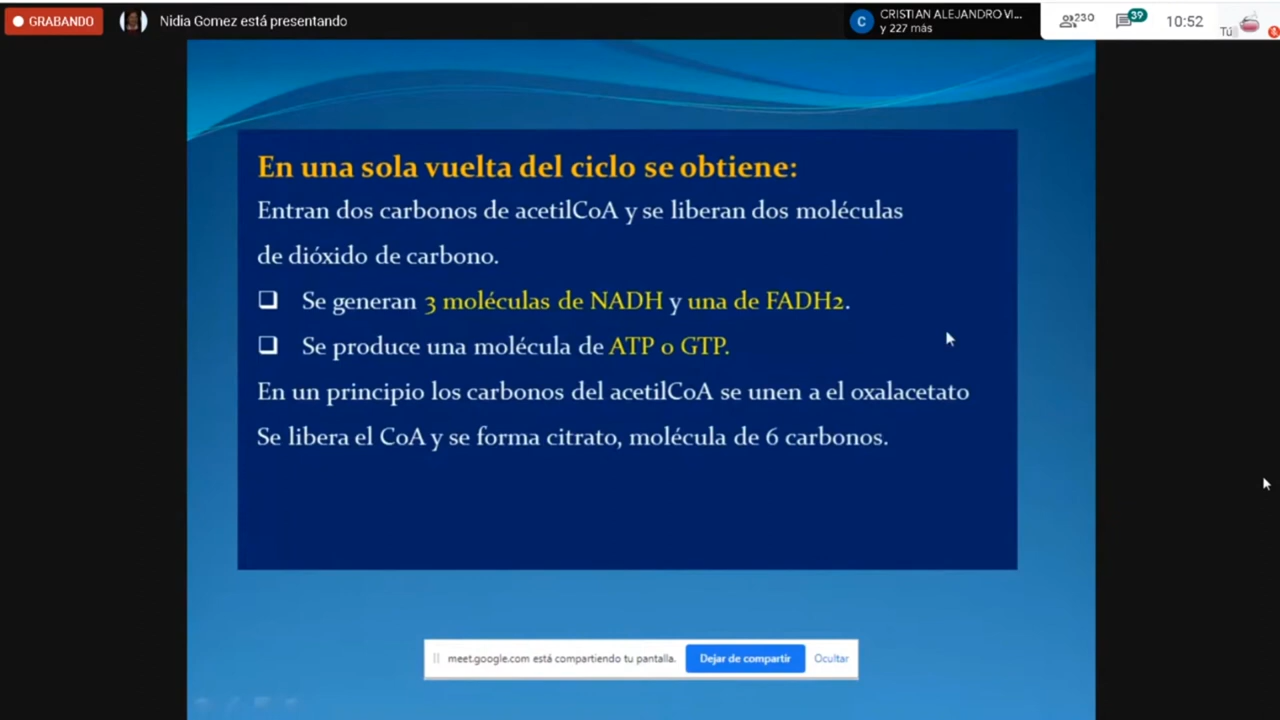 GRABANDO
Nidia Gomez está presentando
CRISTIAN ALEJANDRO VI...
y 227 más
230
39
10:52
Tú
En una sola vuelta del ciclo se obtiene:
Entran dos carbonos de acetilCoA y se liberan dos moléculas
de dióxido de carbono.
Se generan 3 moléculas de NADH y una de FADH2.
Se produce una molécula de ATP o GTP.
En un principio los carbonos del acetilCoA se unen a el oxalacetato
Se libera el CoA y se forma citrato, molécula de 6 carbonos.
meet.google.com está compartiendo tu pantalla.
Dejar de compartir
Ocultar
C